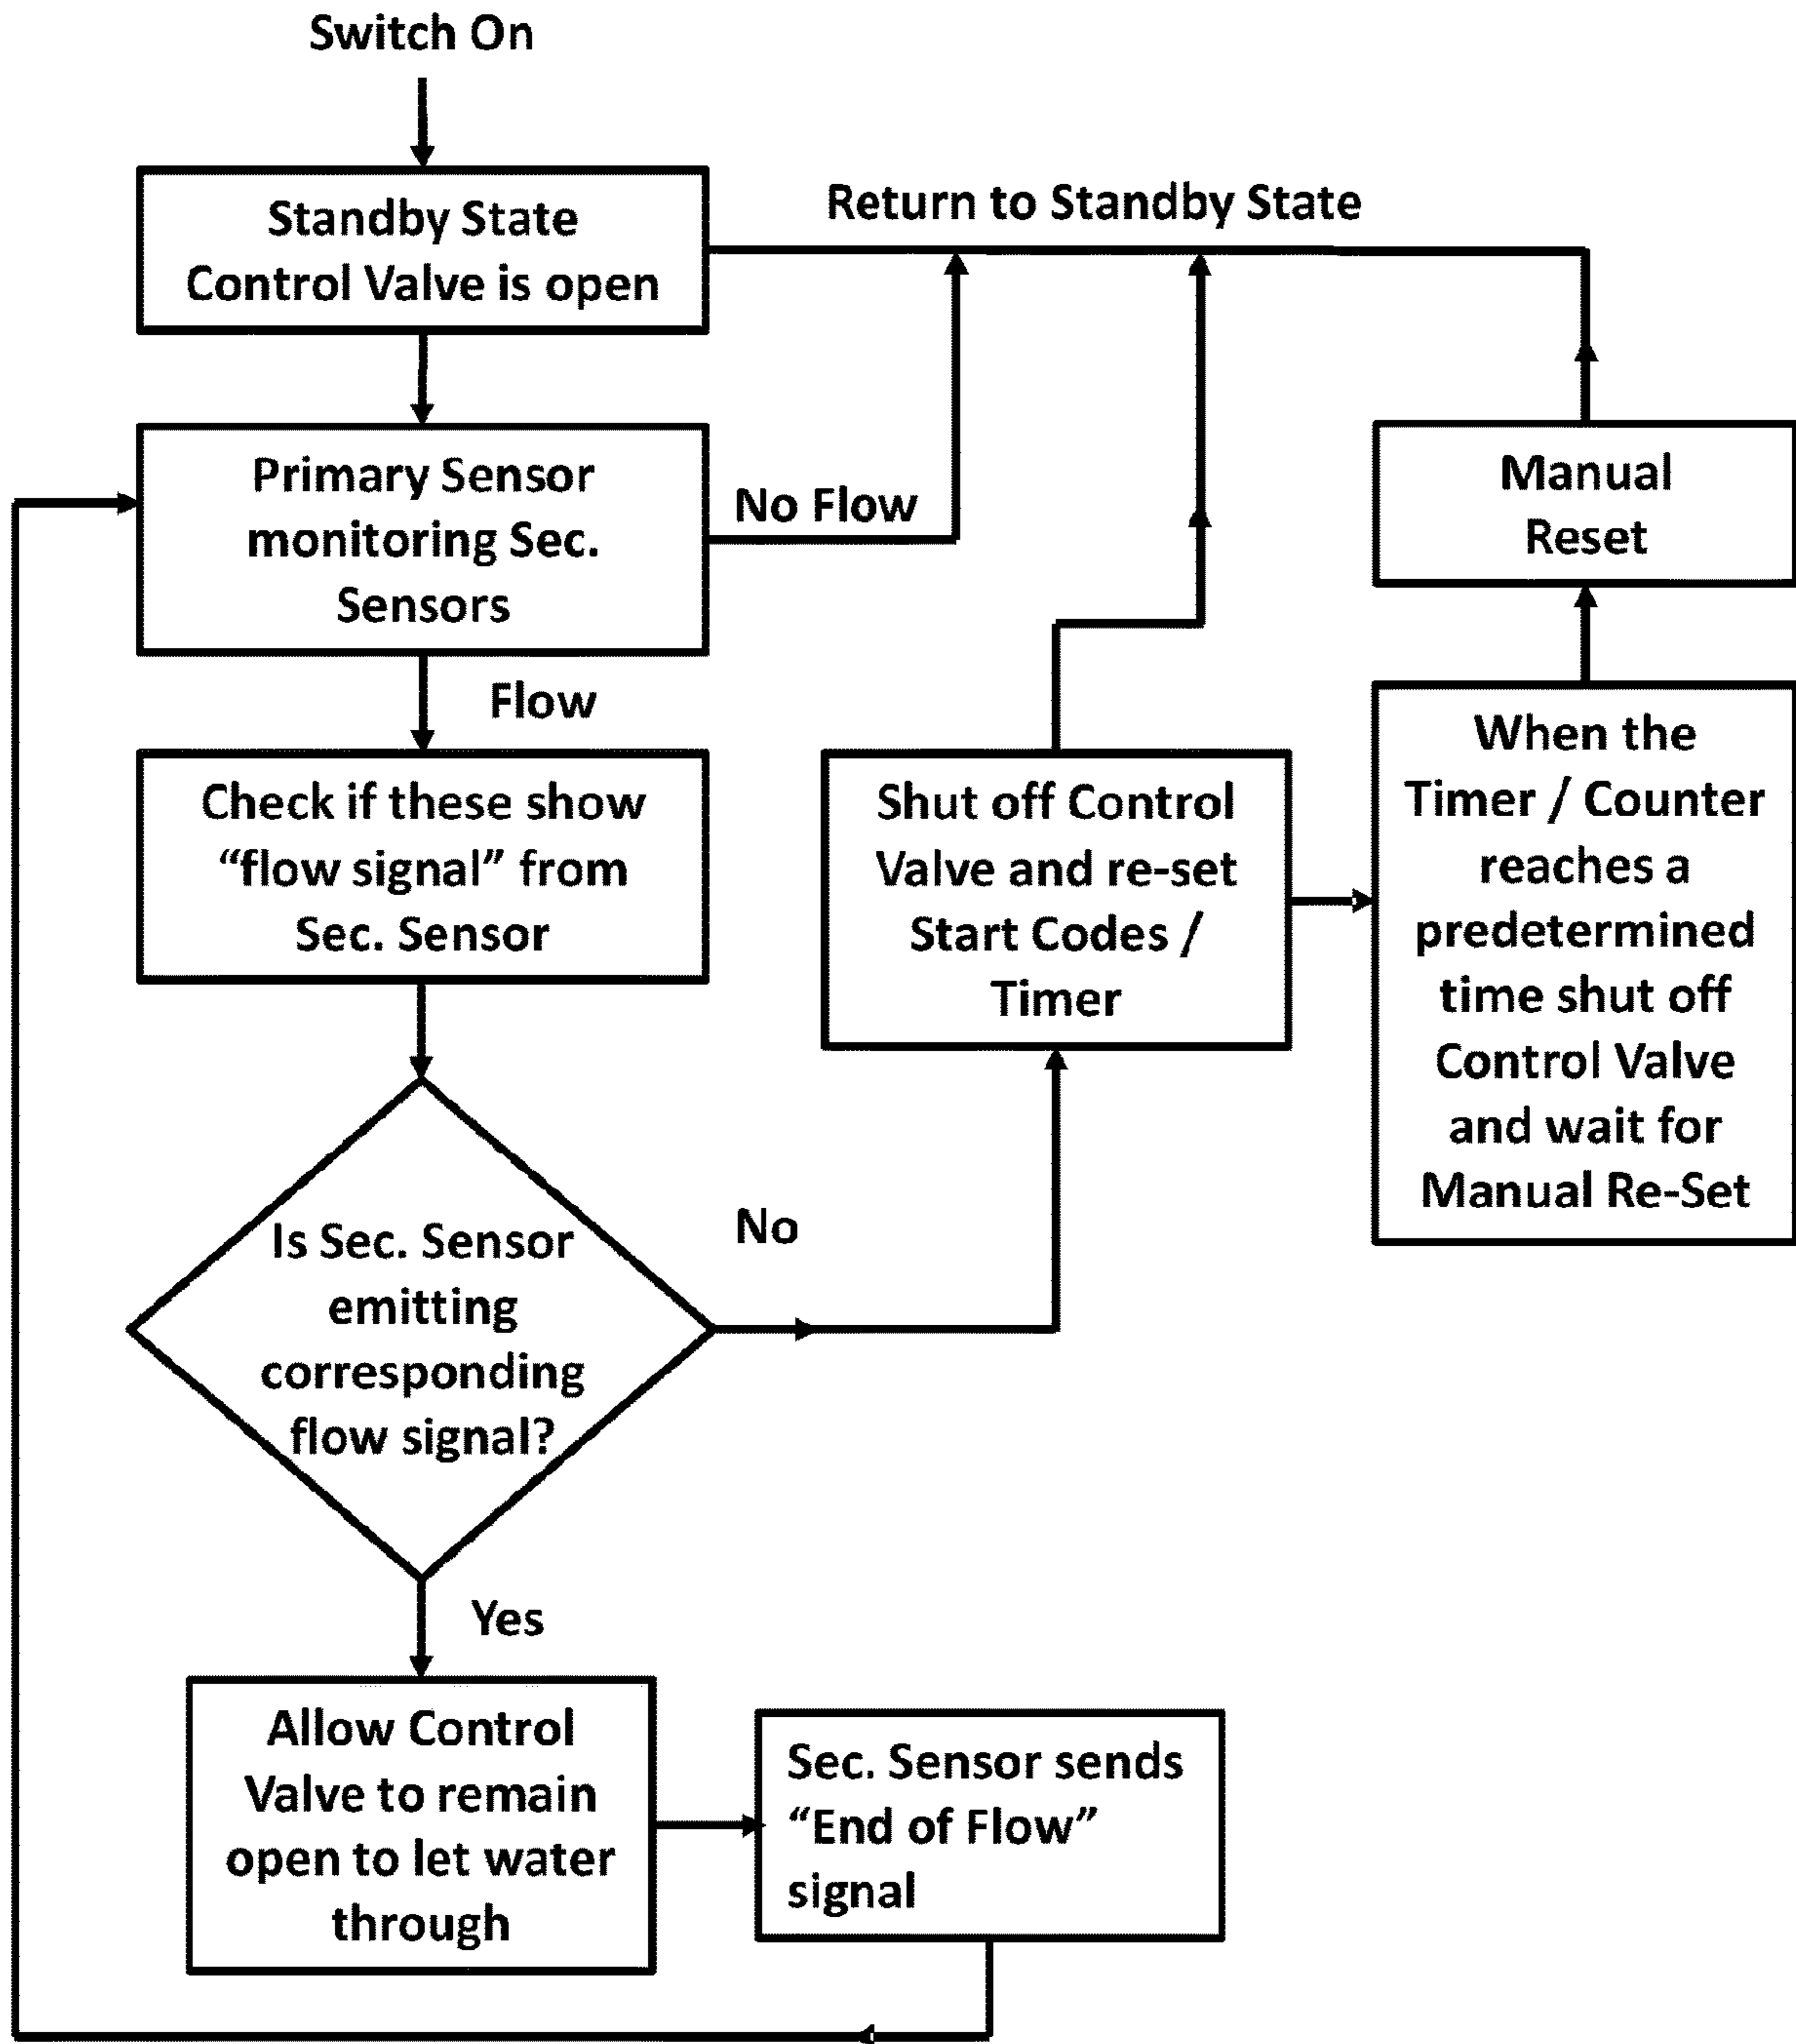 Switch On
Standby State
Control Valve is open
Return to Standby State
Primary Sensor
monitoring Sec.
Sensors
No Flow
Manual
Reset
Flow
Check if these show
“flow signal” from
Sec. Sensor
Shut off Control
Valve and re-set
Start Codes /
Timer
When the
Timer / Counter
reaches a
predetermined
time shut off
Control Valve
and wait for
Manual Re-Set
Is Sec. Sensor
emitting
corresponding
flow signal?
No
Yes
Allow Control
Valve to remain
open to let water
through
Sec. Sensor sends
“End of Flow”
signal